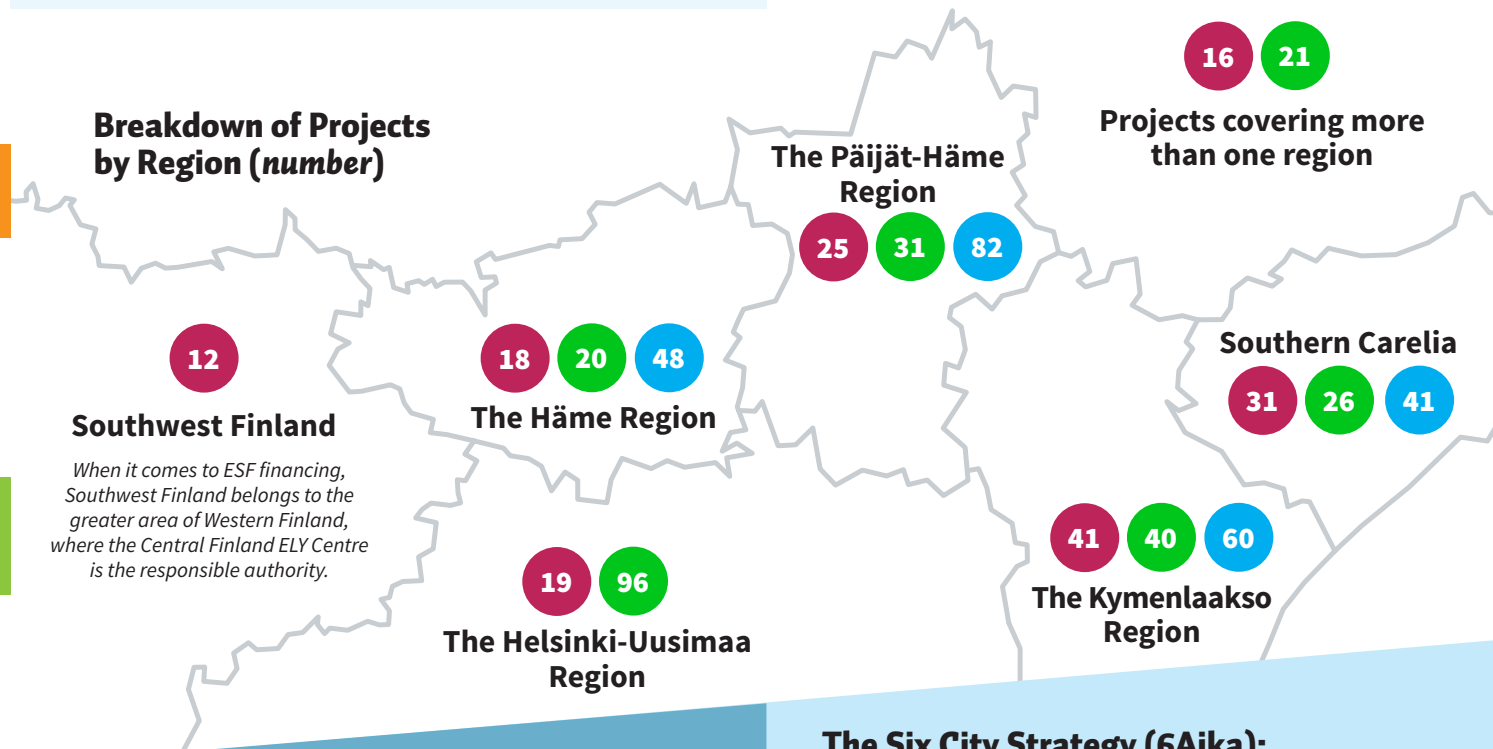 Breakdown of Projects
by Region (number)
16 21
Projects covering more
than one region
The Päijät-Häme
Region
25 31 82
12
Southwest Finland
When it comes to ESF financing,
Southwest Finland belongs to the
greater area of Western Finland,
where the Central Finland ELY Centre
is the responsible authority.
18 20 48
The Häme Region
Southern Carelia
31 26 41
19 96
The Helsinki-Uusimaa
Region
41 40 60
The Kymenlaakso
Region
The Six City Strategy (6Aika):